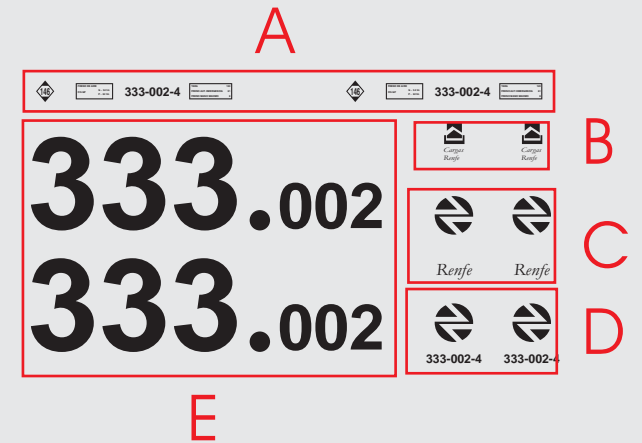 A
146 333-002-4 146 333-002-4
333.002
333.002
Cargas Cargas
Renfe Renfe
B
Renfe Renfe
C
333-002-4 333-002-4
D
E